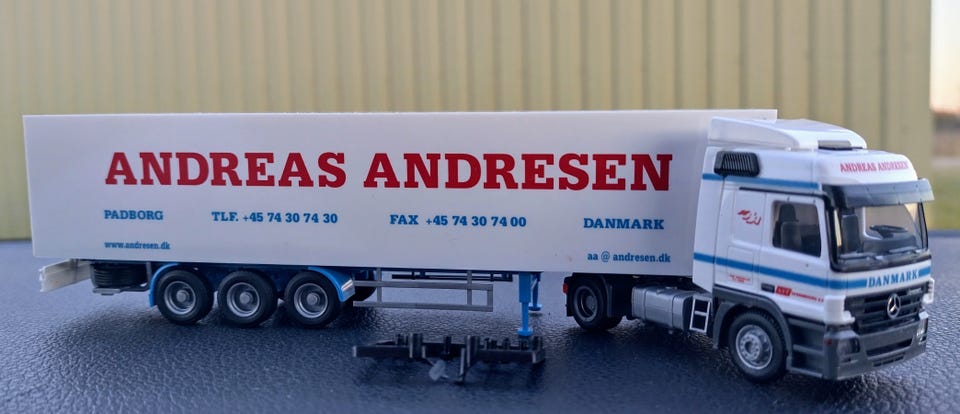 ANDREAS ANDRESEN
PADBORG TLF. +45 74 30 74 30 FAX +45 74 30 74 00 DANMARK
www.andresen.dk
aa @ andresen.dk
ANDREAS ANDRESEN
DANMARK